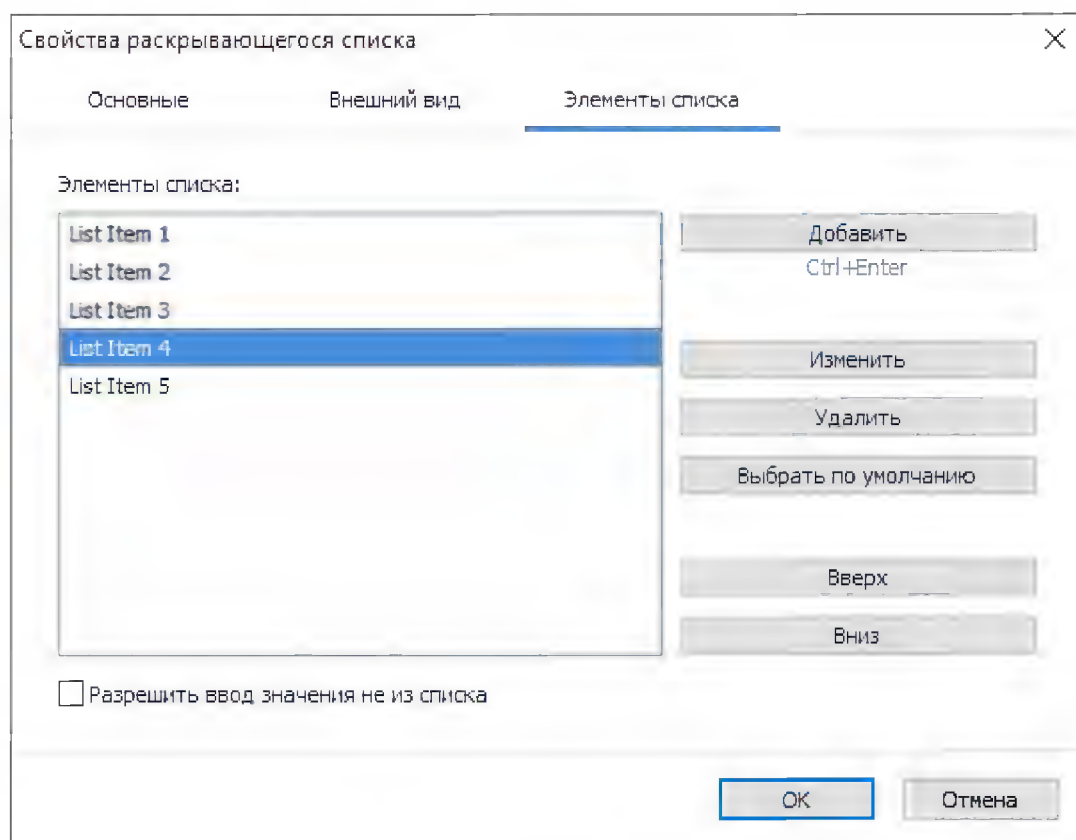 Свойства раскрывающегося списка
Основные Внешний вид Элементы списка
Элементы списка:
List Item 1
List Item 2
List Item 3
List Item 4
List Item 5
Добавить
Ctrl+Enter
Изменить
Удалить
Выбрать по умолчанию
Вверх
Вниз
Разрешить ввод значения не из списка
OK Отмена